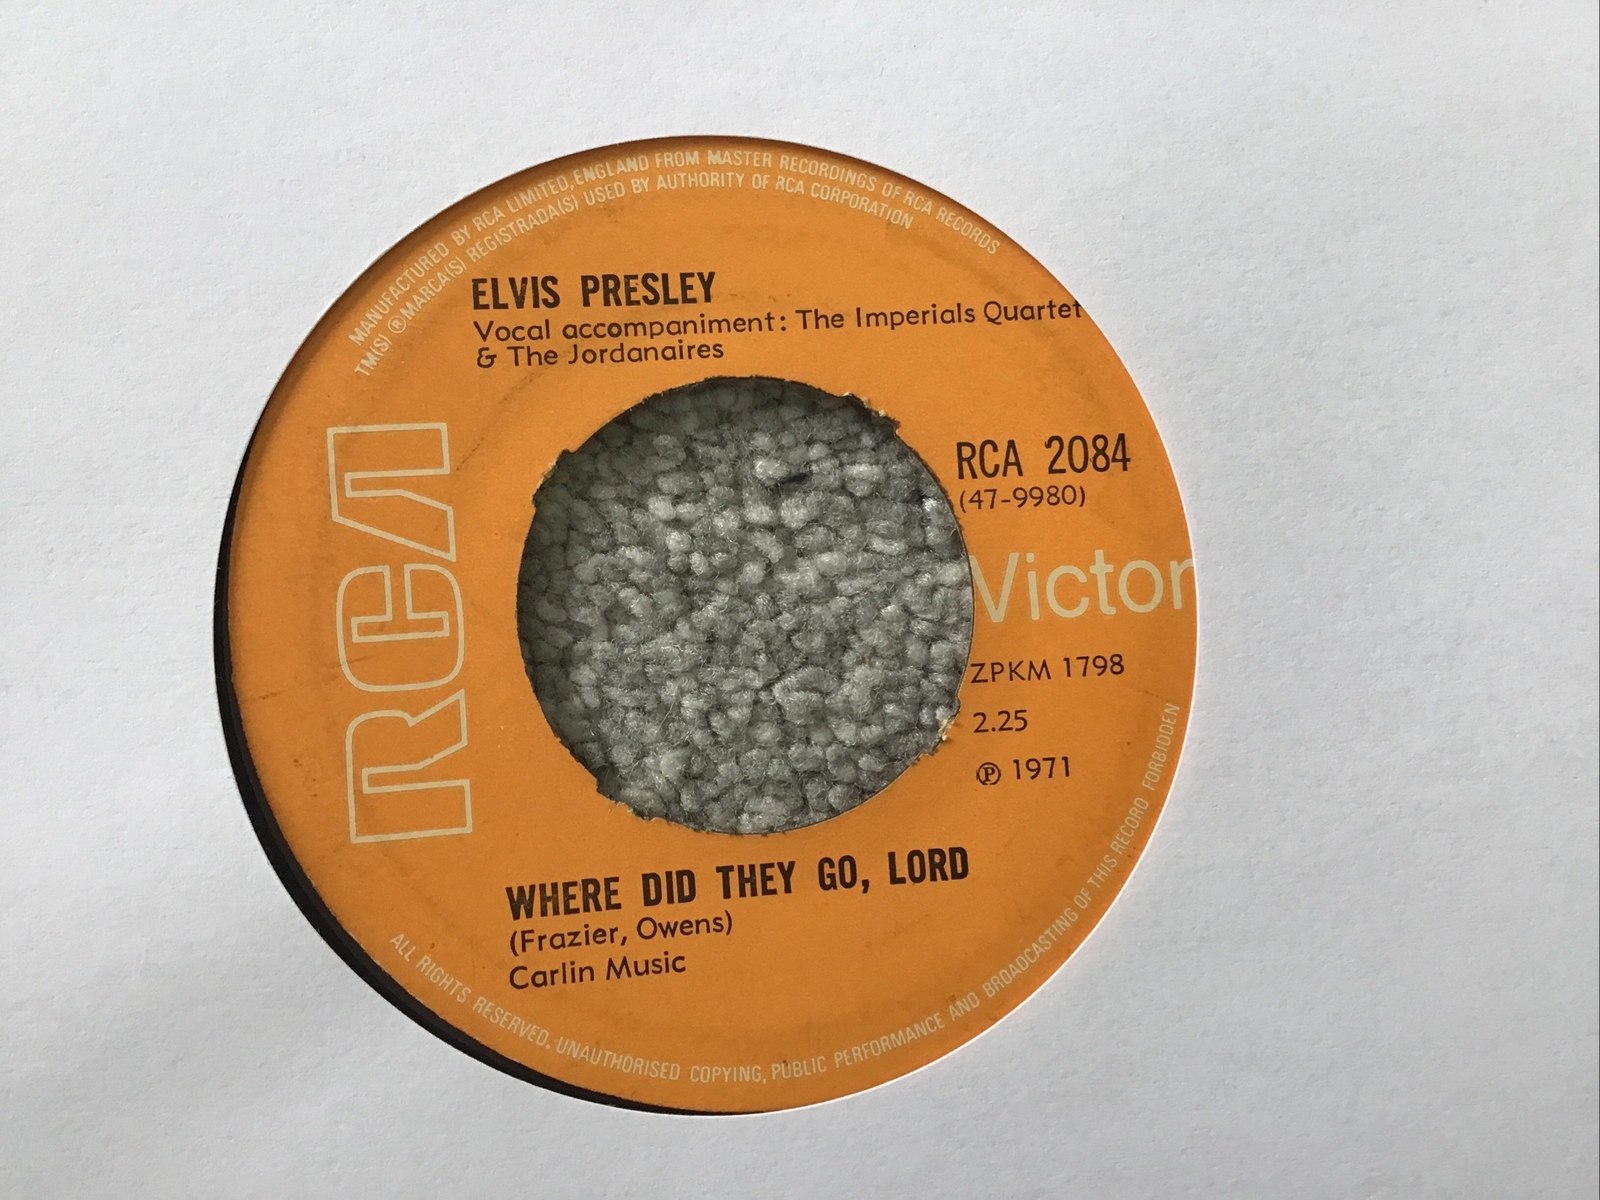 MANUFACTURED BY RCA LIMITED, ENGLAND FROM MASTER RECORDINGS OF RCA RECORDS
TM(S) ® MARCA(S) REGISTRADA(S) USED BY AUTHORITY OF RCA CORPORATION
ELVIS PRESLEY
Vocal accompaniment: The Imperials Quartet
& The Jordanaires
RCA
RCA 2084
(47-9980)
Victor
ZPKM 1798
2.25
℗ 1971
WHERE DID THEY GO, LORD
(Frazier, Owens)
Carlin Music
ALL RIGHTS RESERVED. UNAUTHORISED COPYING, PUBLIC PERFORMANCE AND BROADCASTING OF THIS RECORD FORBIDDEN